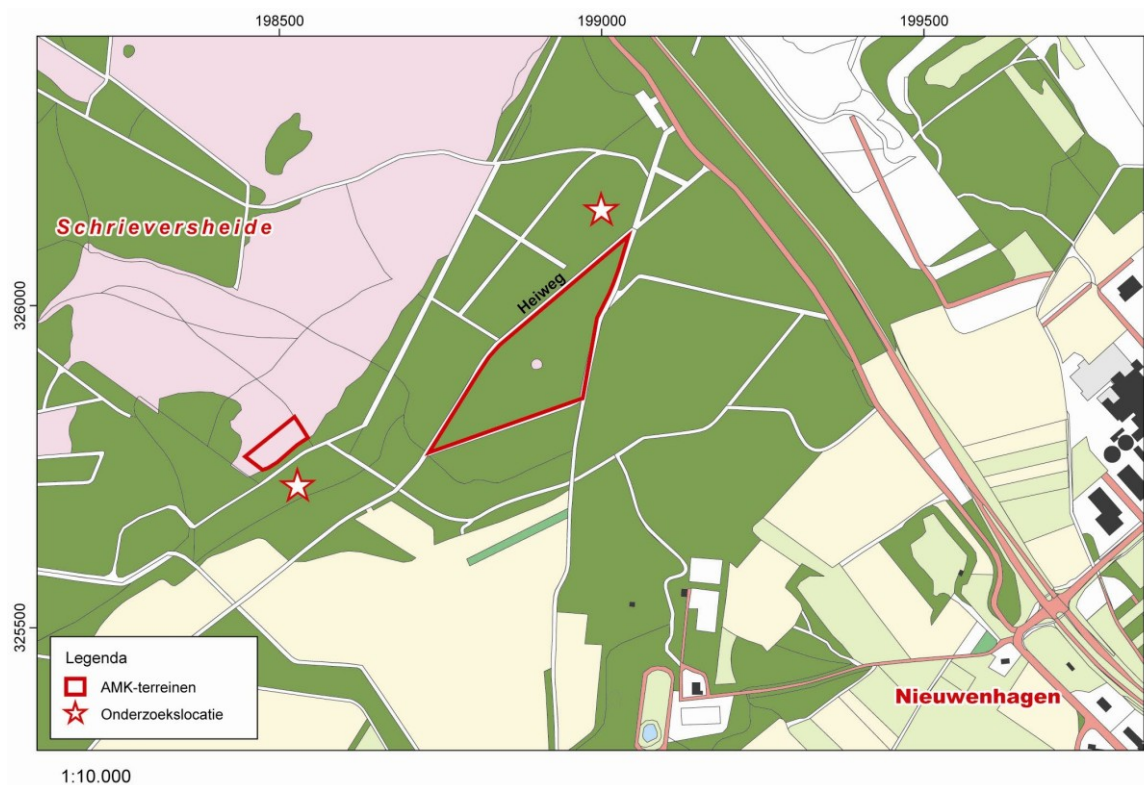 198500
199000
199500
Schrieversheide
326000
Heiweg
325500
Legenda
AMK-terreinen
Onderzoekslocatie
Nieuwenhagen
1:10.000